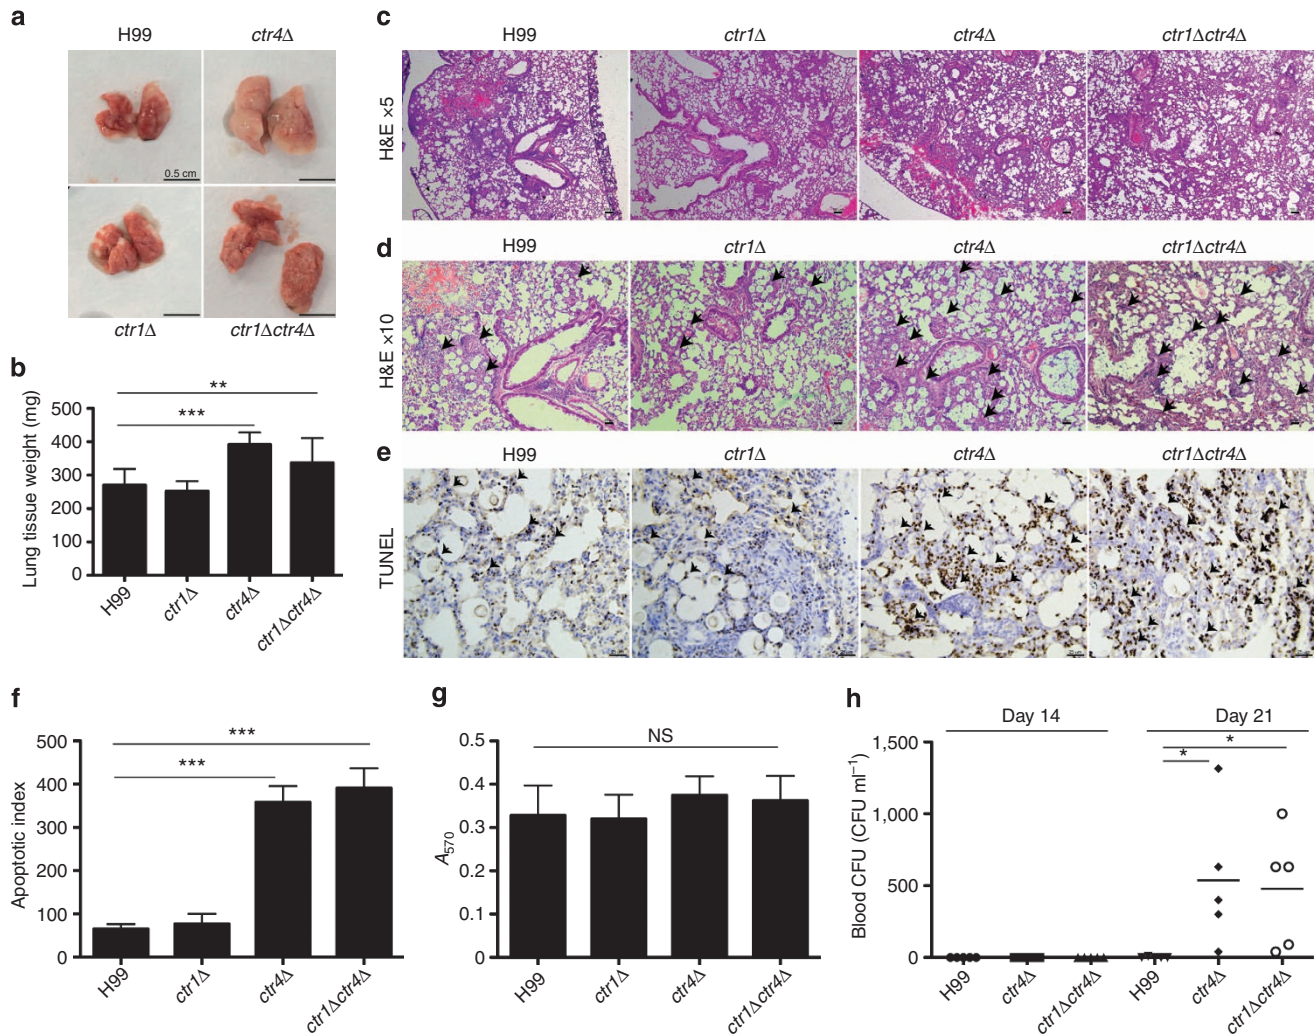 a
H99
ctr4Δ
0.5 cm
ctr1Δ
ctr1Δctr4Δ
b
Lung tissue weight (mg)
500
400
300
200
100
0
**
***
H99
ctr1Δ
ctr4Δ
ctr1Δctr4Δ
c
H99
ctr1Δ
ctr4Δ
ctr1Δctr4Δ
H&E ×5
d
H99
ctr1Δ
ctr4Δ
ctr1Δctr4Δ
H&E ×10
e
H99
ctr1Δ
ctr4Δ
ctr1Δctr4Δ
TUNEL
f
Apoptotic index
500
400
300
200
100
0
***
***
H99
ctr1Δ
ctr4Δ
ctr1Δctr4Δ
g
A570
0.5
0.4
0.3
0.2
0.1
0
NS
H99
ctr1Δ
ctr4Δ
ctr1Δctr4Δ
h
Day 14
Day 21
Blood CFU (CFU ml−1)
1,500
1,000
500
0
*
*
H99
ctr4Δ
ctr1Δctr4Δ
H99
ctr4Δ
ctr1Δctr4Δ